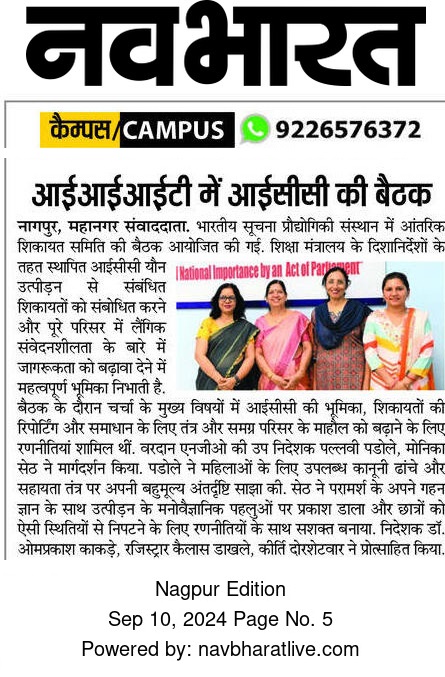 नवभारत
कैम्पस/CAMPUS 9226576372
आईआईआईटी में आईसीसी की बैठक
नागपुर, महानगर संवाददाता. भारतीय सूचना प्रौद्योगिकी संस्थान में आंतरिक
शिकायत समिति की बैठक आयोजित की गई. शिक्षा मंत्रालय के दिशानिर्देशों के
तहत स्थापित आईसीसी यौन
उत्पीड़न से संबंधित
शिकायतों को संबोधित करने
और पूरे परिसर में लैंगिक
संवेदनशीलता के बारे में
जागरूकता को बढ़ावा देने में
महत्वपूर्ण भूमिका निभाती है.
National Importance by an Act of Parliament"
बैठक के दौरान चर्चा के मुख्य विषयों में आईसीसी की भूमिका, शिकायतों की
रिपोर्टिंग और समाधान के लिए तंत्र और समग्र परिसर के माहौल को बढ़ाने के लिए
रणनीतियां शामिल थीं. वरदान एनजीओ की उप निदेशक पल्लवी पडोले, मोनिका
सेठ ने मार्गदर्शन किया. पडोले ने महिलाओं के लिए उपलब्ध कानूनी ढांचे और
सहायता तंत्र पर अपनी बहुमूल्य अंतर्दृष्टि साझा की. सेठ ने परामर्श के अपने गहन
ज्ञान के साथ उत्पीड़न के मनोवैज्ञानिक पहलुओं पर प्रकाश डाला और छात्रों को
ऐसी स्थितियों से निपटने के लिए रणनीतियों के साथ सशक्त बनाया. निदेशक डॉ.
ओमप्रकाश काकड़े, रजिस्ट्रार कैलास डाखले, कीर्ति दोरशेटवार ने प्रोत्साहित किया.
Nagpur Edition
Sep 10, 2024 Page No. 5
Powered by: navbharatlive.com